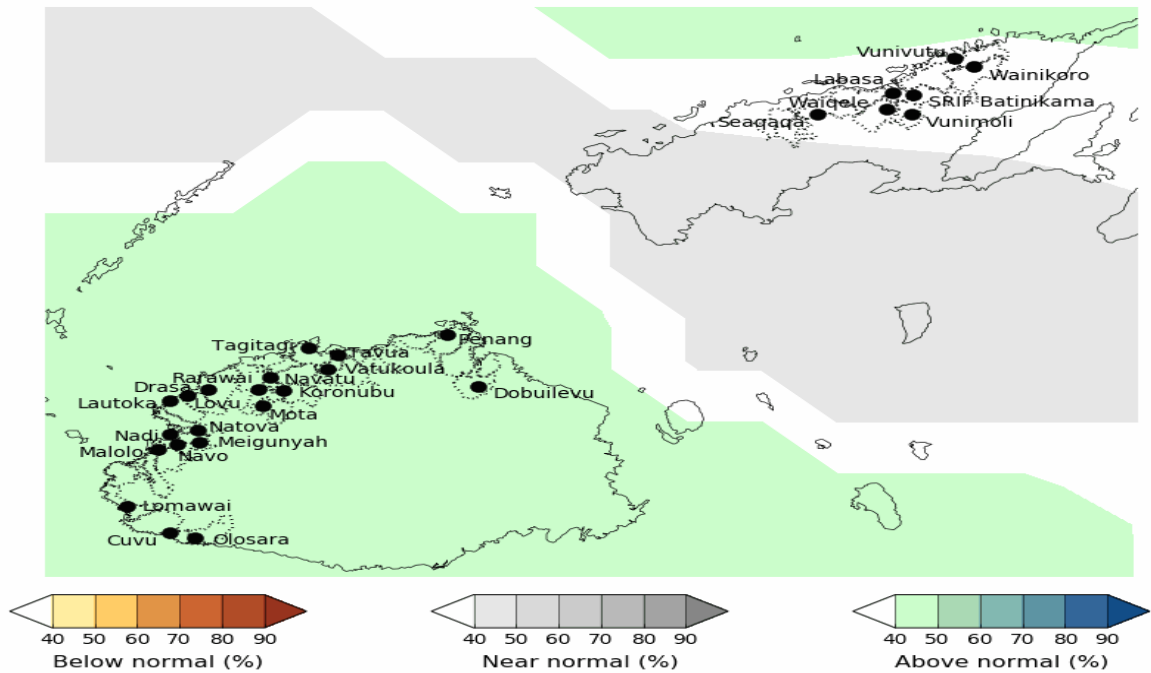 Vunivutu
Wainikoro
Labasa
Waiqele
SRIF Batinikama
Seaqaqa
Vunimoli
Penang
Tagitagi
Tavua
Vatukoula
Rarawai
Navatu
Drasa
Koronubu
Dobuilevu
Lautoka
Lovu
Mota
Natova
Nadi
Meigunyah
Malolo
Navo
Lomawai
Cuvu
Olosara
40 50 60 70 80 90
Below normal (%)
40 50 60 70 80 90
Near normal (%)
40 50 60 70 80 90
Above normal (%)